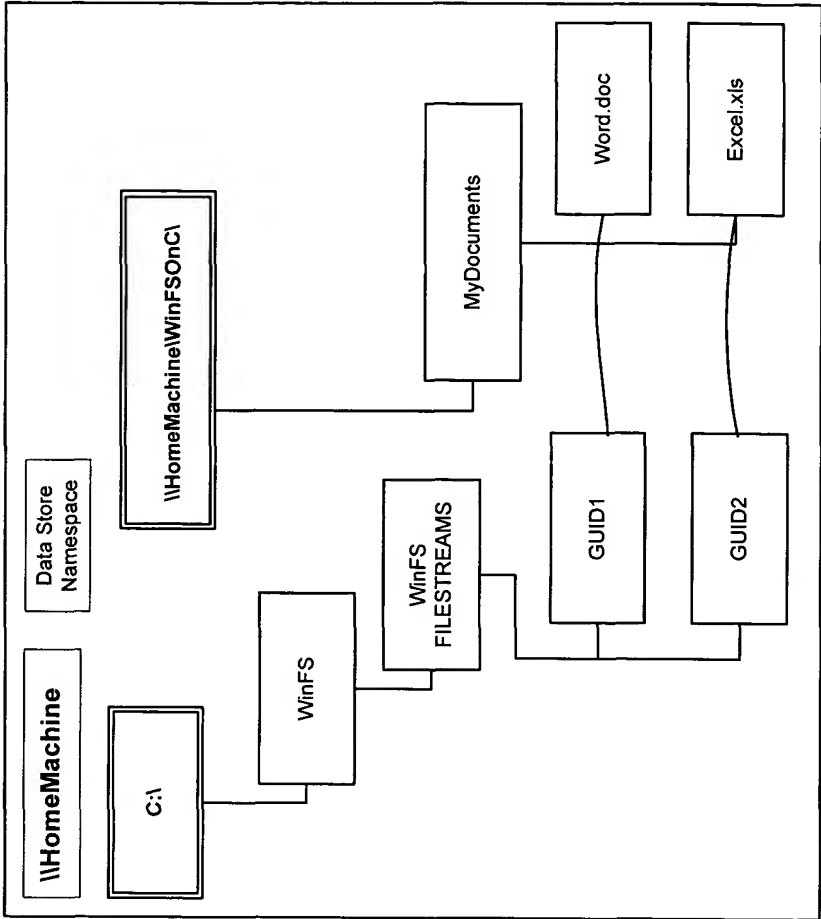 \\HomeMachine
Data Store
Namespace
C:\
\\HomeMachine\WinFSOnC\
WinFS
WinFS
FILESTREAMS
MyDocuments
GUID1
Word.doc
GUID2
Excel.xls